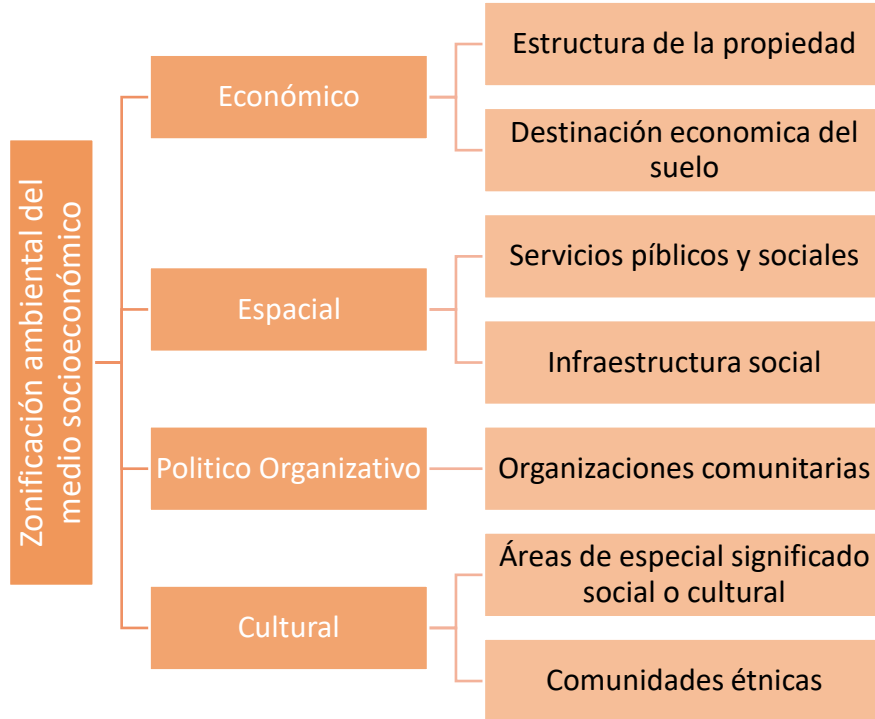 Zonificación ambiental del
medio socioeconómico
Económico
Estructura de la propiedad
Destinación economica del
suelo
Espacial
Servicios píblicos y sociales
Infraestructura social
Politico Organizativo
Organizaciones comunitarias
Cultural
Áreas de especial significado
social o cultural
Comunidades étnicas